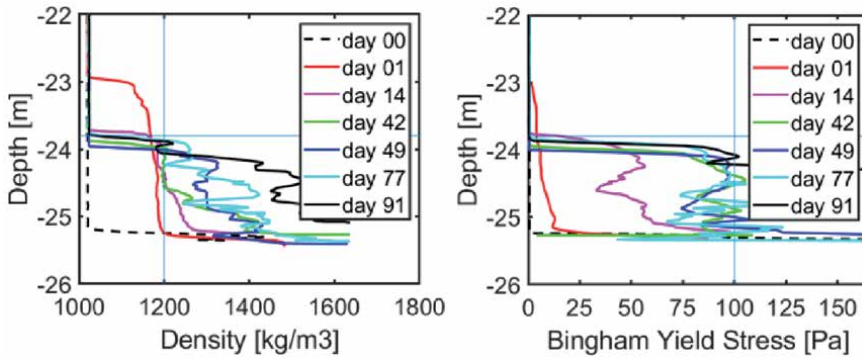 -22
-23
-24
-25
-26
Depth [m]
1000 1200 1400 1600 1800
Density [kg/m3]
day 00
day 01
day 14
day 42
day 49
day 77
day 91
-22
-23
-24
-25
-26
Depth [m]
0 25 50 75 100 125 150
Bingham Yield Stress [Pa]
day 00
day 01
day 14
day 42
day 49
day 77
day 91